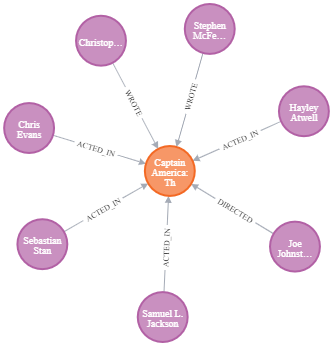 Stephen
McFe...
Christop...
WROTE
WROTE
Hayley
Atwell
Chris
Evans
ACTED_IN
ACTED_IN
Captain
America:
Th
ACTED_IN
DIRECTED
Sebastian
Stan
ACTED_IN
Joe
Johnst...
Samuel L.
Jackson